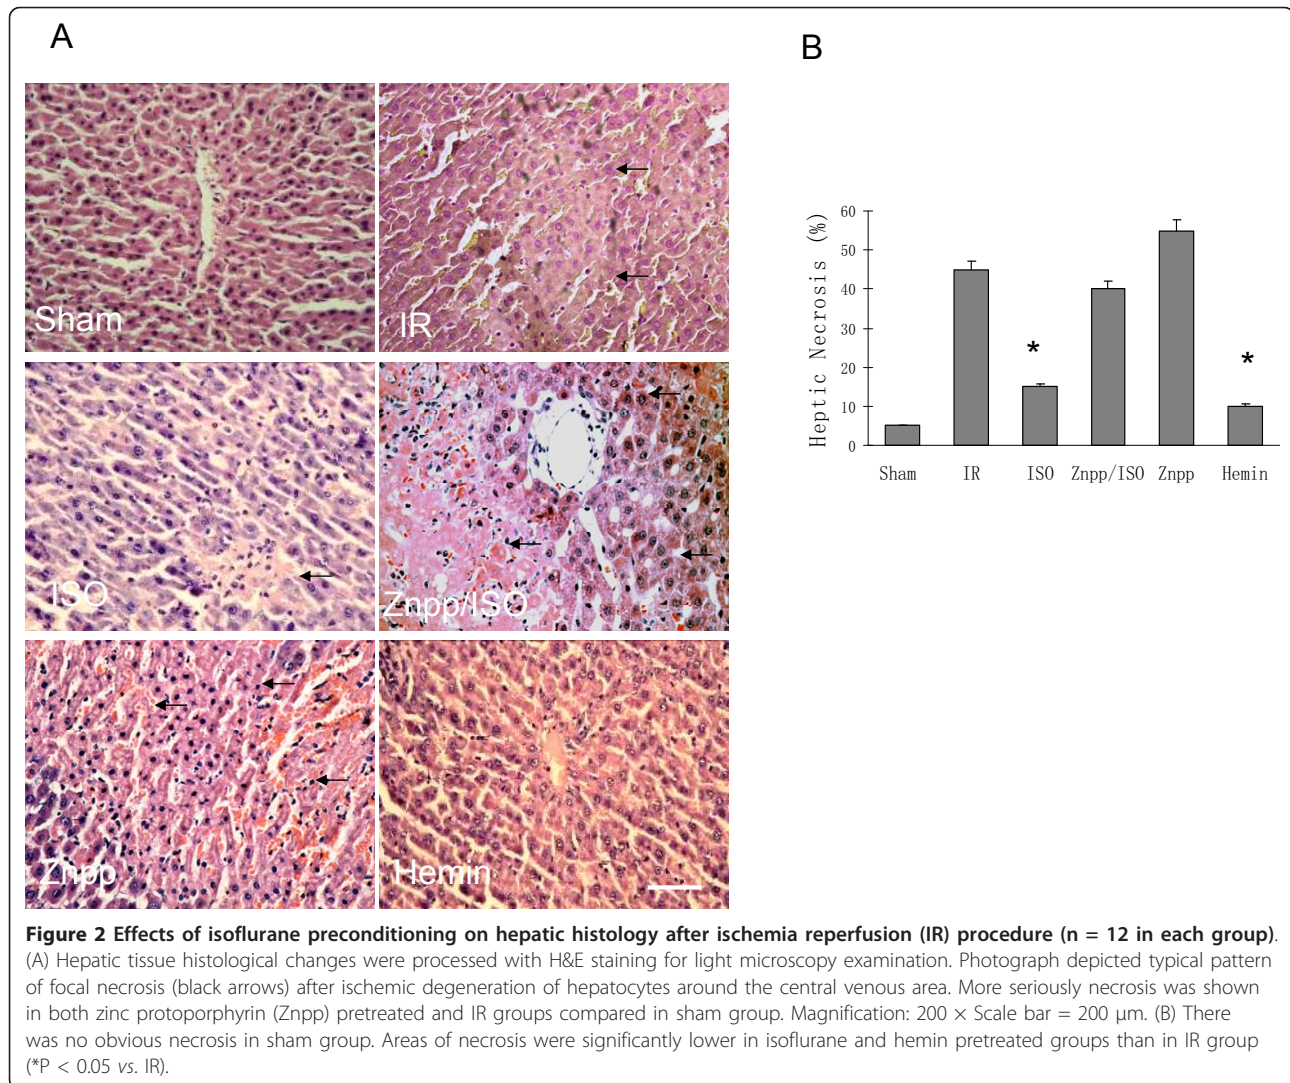 A
B
Sham
IR
ISO
Znpp/ISO
Znpp
Hemin
Heptic Necrosis (%)
60
50
40
30
20
10
0
*
*
Sham IR ISO Znpp/ISO Znpp Hemin
Figure 2 Effects of isoflurane preconditioning on hepatic histology after ischemia reperfusion (IR) procedure (n = 12 in each group).
(A) Hepatic tissue histological changes were processed with H&E staining for light microscopy examination. Photograph depicted typical pattern
of focal necrosis (black arrows) after ischemic degeneration of hepatocytes around the central venous area. More seriously necrosis was shown
in both zinc protoporphyrin (Znpp) pretreated and IR groups compared in sham group. Magnification: 200 × Scale bar = 200 μm. (B) There
was no obvious necrosis in sham group. Areas of necrosis were significantly lower in isoflurane and hemin pretreated groups than in IR group
(*P < 0.05 vs. IR).